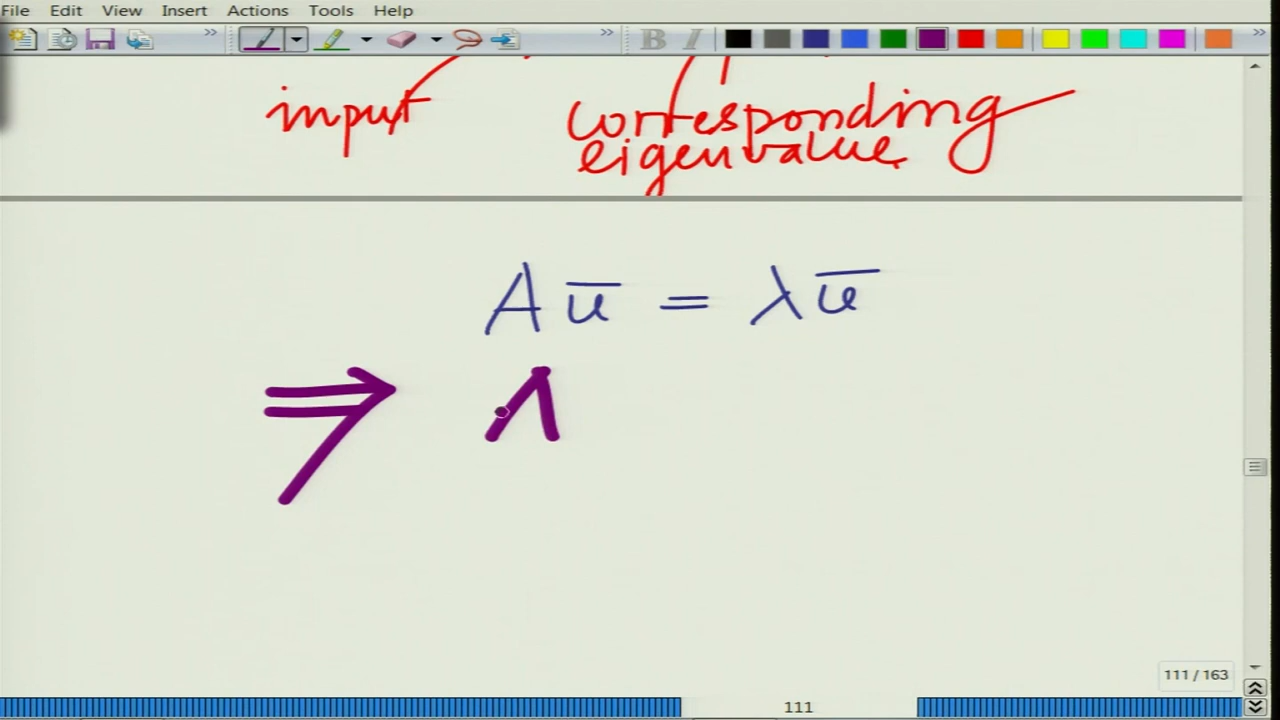 File Edit View Insert Actions Tools Help
B I
input corresponding
eigenvalue
A u̅ = λ u̅
⇒ Λ
111 / 163
111